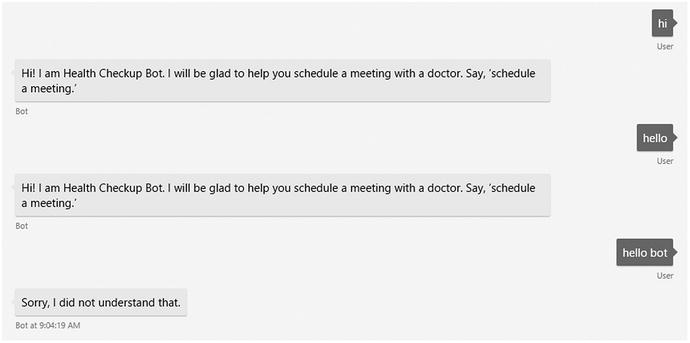 hi
User
Hi! I am Health Checkup Bot. I will be glad to help you schedule a meeting with a doctor. Say, ‘schedule
a meeting.’
Bot
hello
User
Hi! I am Health Checkup Bot. I will be glad to help you schedule a meeting with a doctor. Say, ‘schedule
a meeting.’
Bot
hello bot
User
Sorry, I did not understand that.
Bot at 9:04:19 AM